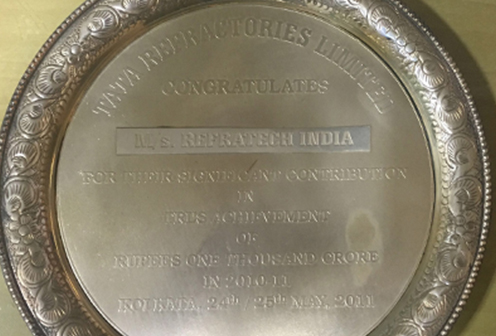 TATA REFRACTORIES LIMITED
CONGRATULATES
M/s. REFRATECH INDIA
FOR THEIR SIGNIFICANT CONTRIBUTION
IN
TRL'S ACHIEVEMENT
OF
RUPEES ONE THOUSAND CRORE
IN 2010-11
KOLKATA, 24th / 25th MAY, 2011